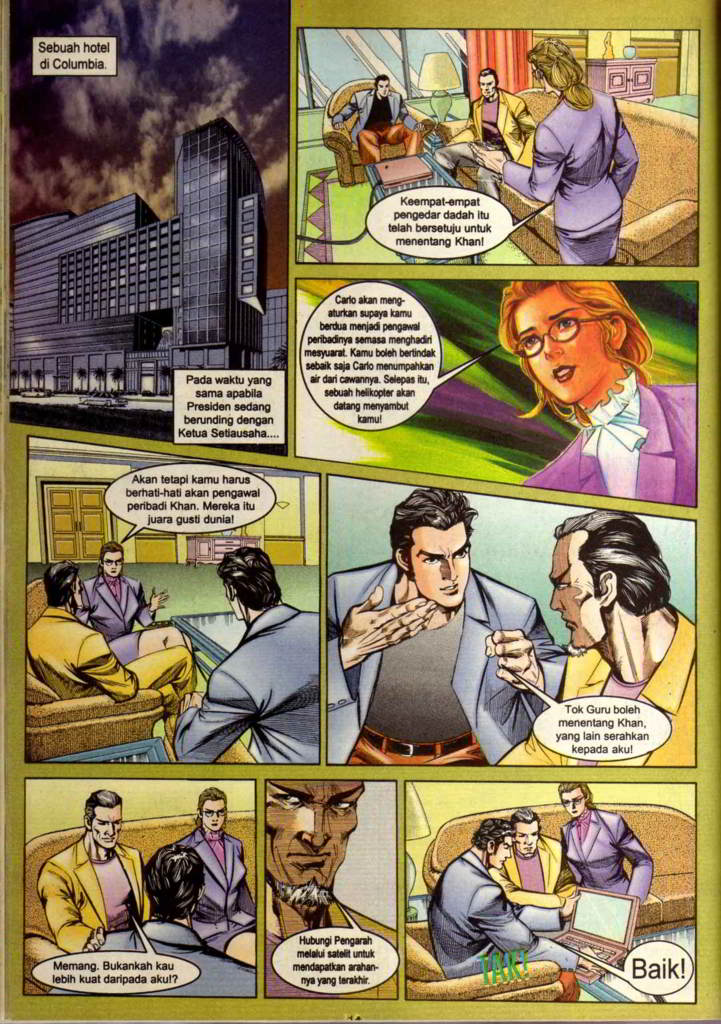 Sebuah hotel
di Columbia.
Pada waktu yang
sama apabila
Presiden sedang
berunding dengan
Ketua Setiausaha....
Keempat-empat
pengedar dadah itu
telah bersetuju untuk
menentang Khan!
Carlo akan meng-
aturkan supaya kamu
berdua menjadi pengawal
peribadinya semasa menghadiri
mesyuarat. Kamu boleh bertindak
sebaik saja Carlo menumpahkan
air dari cawannya. Selepas itu,
sebuah helikopter akan
datang menyambut
kamu!
Akan tetapi kamu harus
berhati-hati akan pengawal
peribadi Khan. Mereka itu
juara gusti dunia!
Tok Guru boleh
menentang Khan,
yang lain serahkan
kepada aku!
Memang. Bukankah kau
lebih kuat daripada aku!?
Hubungi Pengarah
melalui satelit untuk
mendapatkan arahan-
nya yang terakhir.
TAK!
Baik!